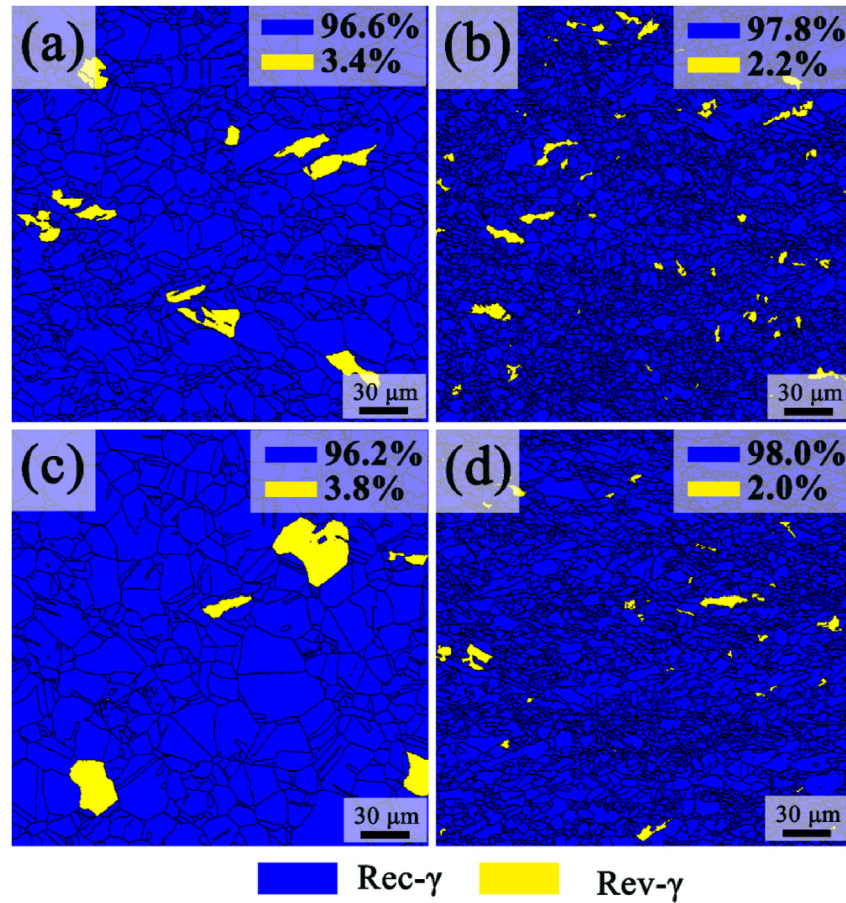 (a)
96.6%
3.4%
30 μm
(b)
97.8%
2.2%
30 μm
(c)
96.2%
3.8%
30 μm
(d)
98.0%
2.0%
30 μm
Rec-γ Rev-γ